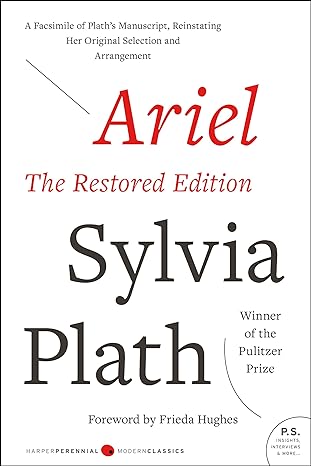 A Facsimile of Plath's Manuscript, Reinstating
Her Original Selection and
Arrangement
Ariel
The Restored Edition
Sylvia
Plath
Winner
of the
Pulitzer
Prize
Foreword by Frieda Hughes
P.S.
INSIGHTS,
INTERVIEWS
& MORE...
HARPERPERENNIAL MODERNCLASSICS